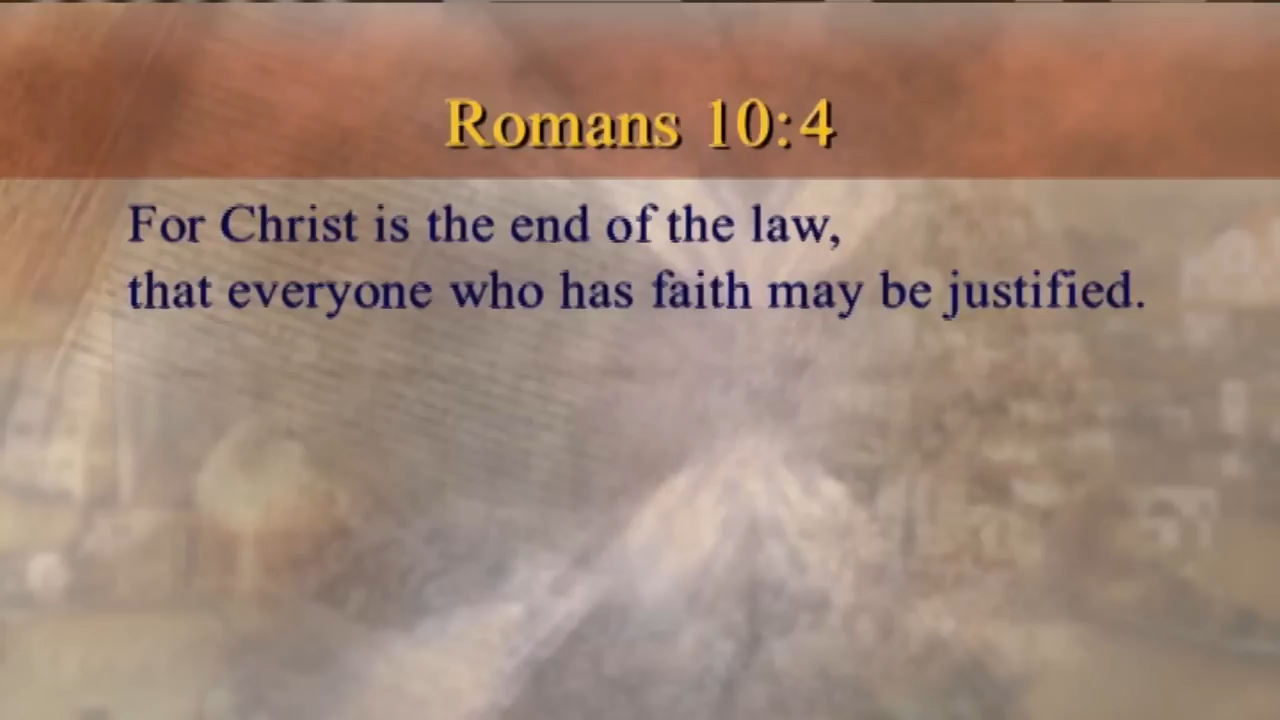 Romans 10:4
For Christ is the end of the law,
that everyone who has faith may be justified.